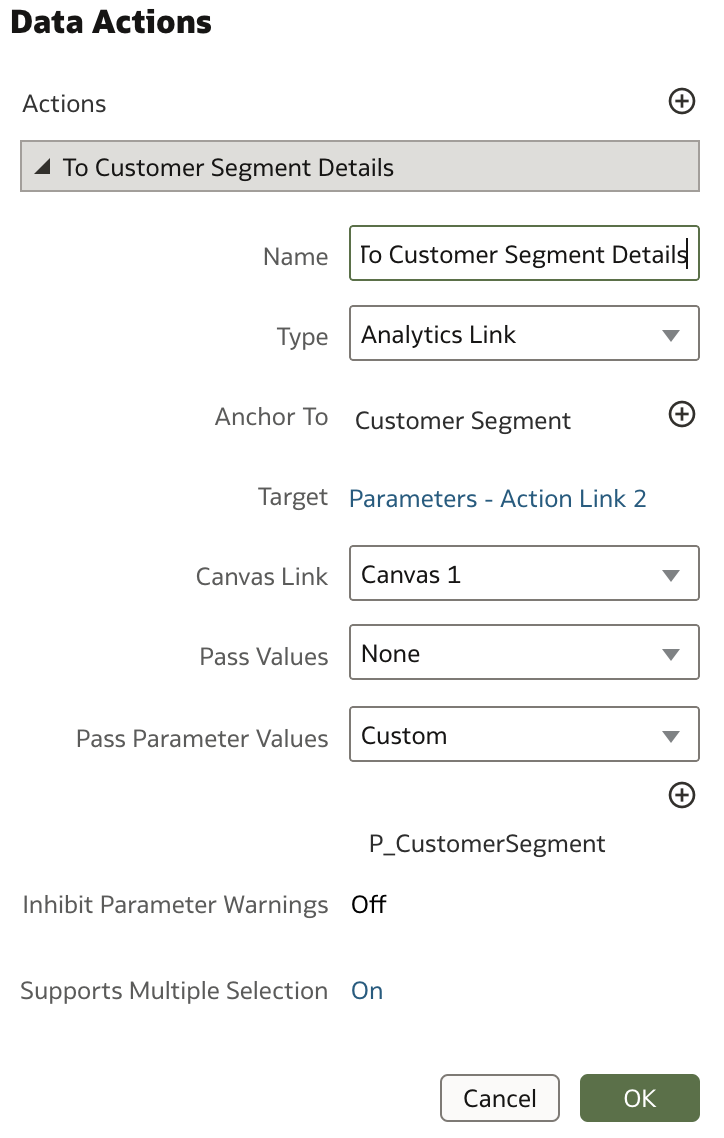 Data Actions
Actions
To Customer Segment Details
Name To Customer Segment Details
Type Analytics Link
Anchor To Customer Segment
Target Parameters - Action Link 2
Canvas Link Canvas 1
Pass Values None
Pass Parameter Values Custom
P_CustomerSegment
Inhibit Parameter Warnings Off
Supports Multiple Selection On
Cancel OK